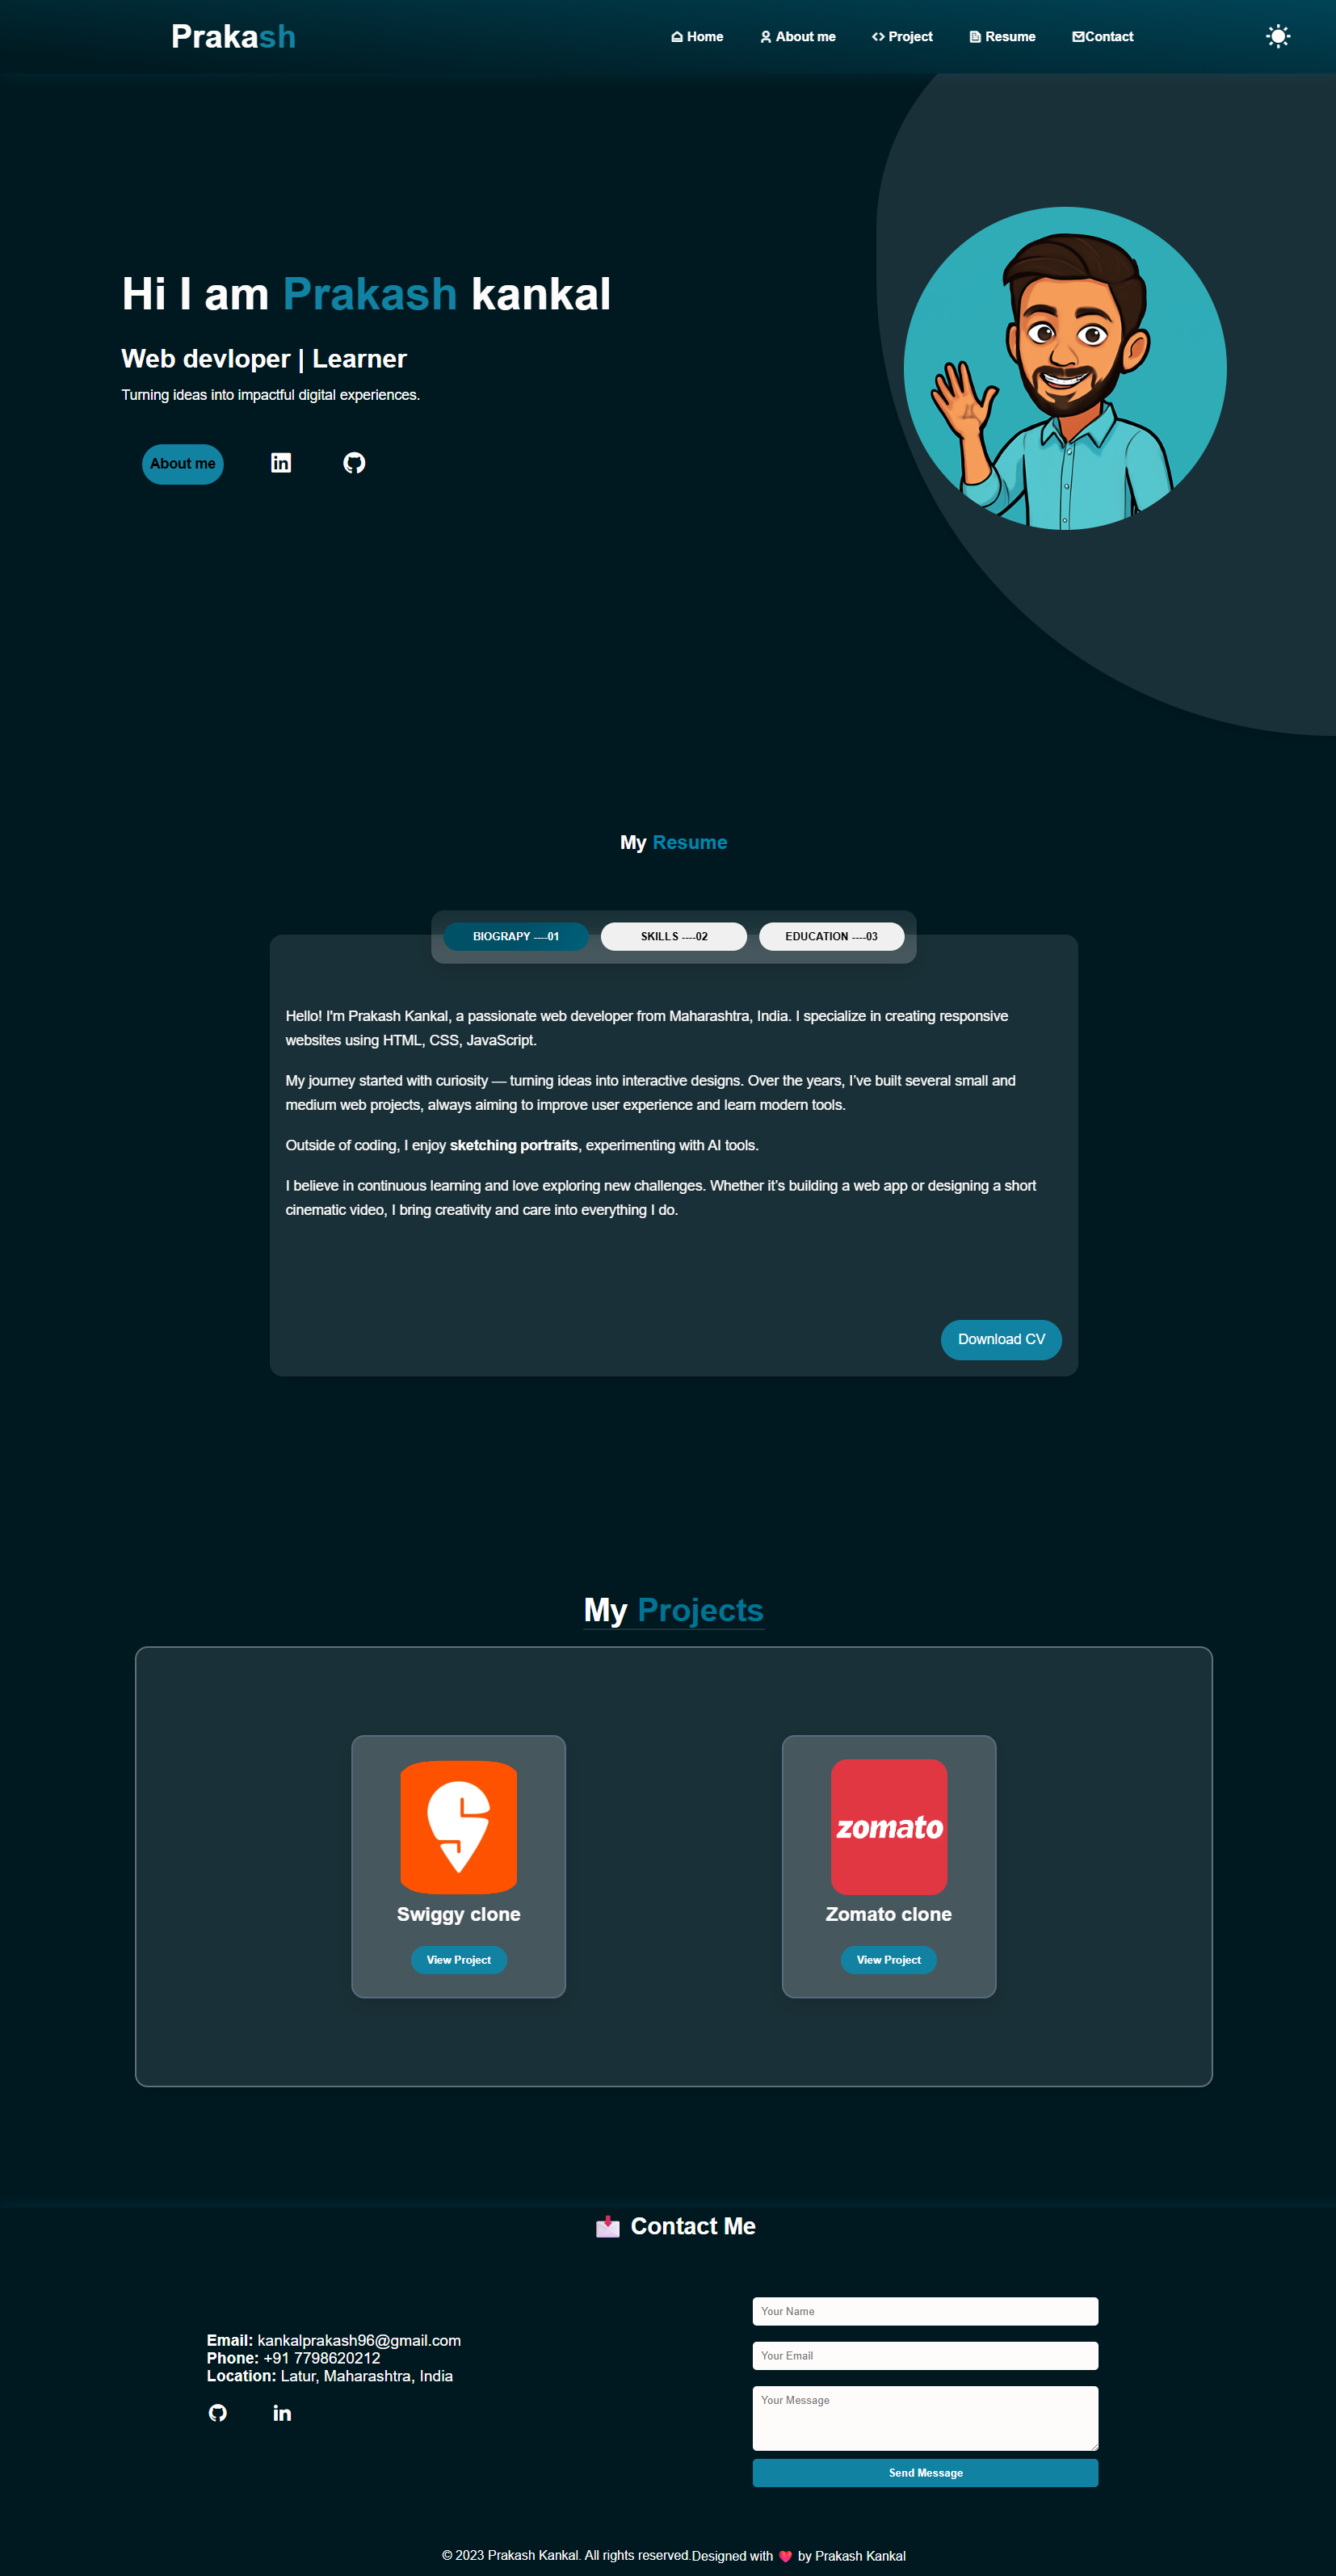 Prakash
Home
About me
Project
Resume
Contact
Hi I am Prakash kankal
Web devloper | Learner
Turning ideas into impactful digital experiences.
About me
My Resume
BIOGRAPY ----01
SKILLS ----02
EDUCATION ----03
Hello! I'm Prakash Kankal, a passionate web developer from Maharashtra, India. I specialize in creating responsive
websites using HTML, CSS, JavaScript.
My journey started with curiosity — turning ideas into interactive designs. Over the years, I’ve built several small and
medium web projects, always aiming to improve user experience and learn modern tools.
Outside of coding, I enjoy sketching portraits, experimenting with AI tools.
I believe in continuous learning and love exploring new challenges. Whether it’s building a web app or designing a short
cinematic video, I bring creativity and care into everything I do.
Download CV
My Projects
zomato
Swiggy clone
Zomato clone
View Project
View Project
📩 Contact Me
Email: kankalprakash96@gmail.com
Phone: +91 7798620212
Location: Latur, Maharashtra, India
Your Name
Your Email
Your Message
Send Message
© 2023 Prakash Kankal. All rights reserved.Designed with ❤️ by Prakash Kankal